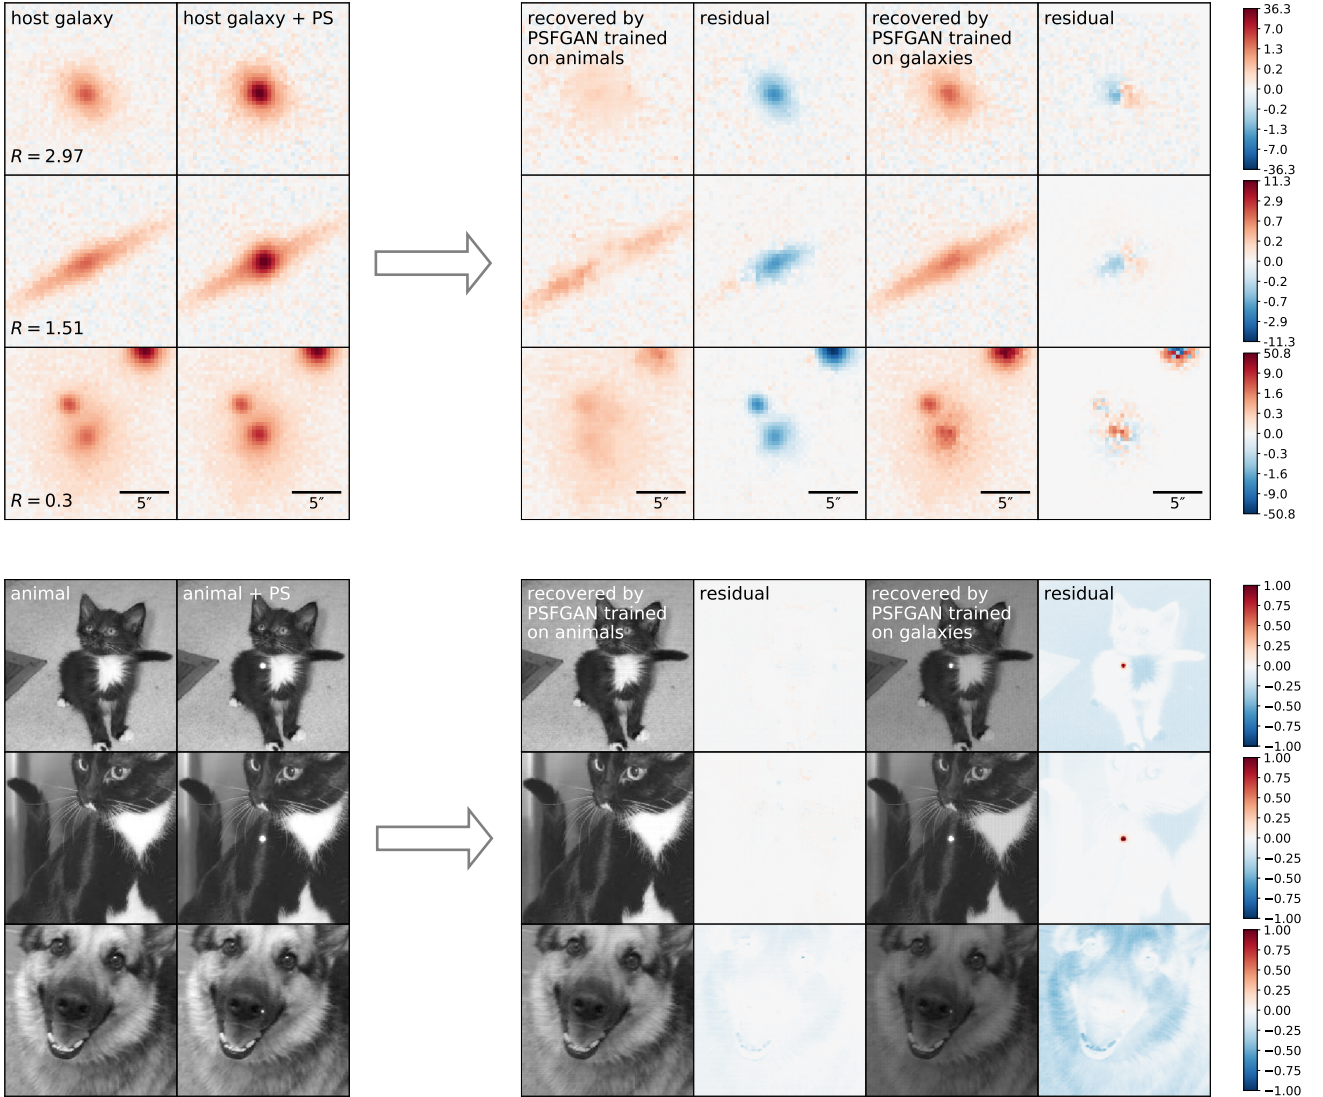 host galaxy
host galaxy + PS
recovered by
PSFGAN trained
on animals
residual
recovered by
PSFGAN trained
on galaxies
residual
R = 2.97
36.3
7.0
1.3
0.2
0.0
-0.2
-1.3
-7.0
-36.3
R = 1.51
11.3
2.9
0.7
0.2
0.0
-0.2
-0.7
-2.9
-11.3
R = 0.3
5″
5″
5″
5″
5″
5″
50.8
9.0
1.6
0.3
0.0
-0.3
-1.6
-9.0
-50.8
animal
animal + PS
recovered by
PSFGAN trained
on animals
residual
recovered by
PSFGAN trained
on galaxies
residual
1.00
0.75
0.50
0.25
0.00
−0.25
−0.50
−0.75
−1.00
1.00
0.75
0.50
0.25
0.00
−0.25
−0.50
−0.75
−1.00
1.00
0.75
0.50
0.25
0.00
−0.25
−0.50
−0.75
−1.00